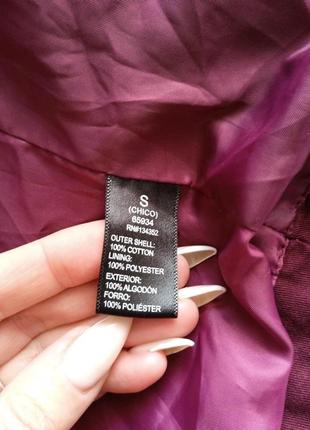 S
(CHICO)
65934
RN#134352
OUTER SHELL:
100% COTTON
LINING:
100% POLYESTER
EXTERIOR:
100% ALGODÓN
FORRO:
100% POLIÉSTER